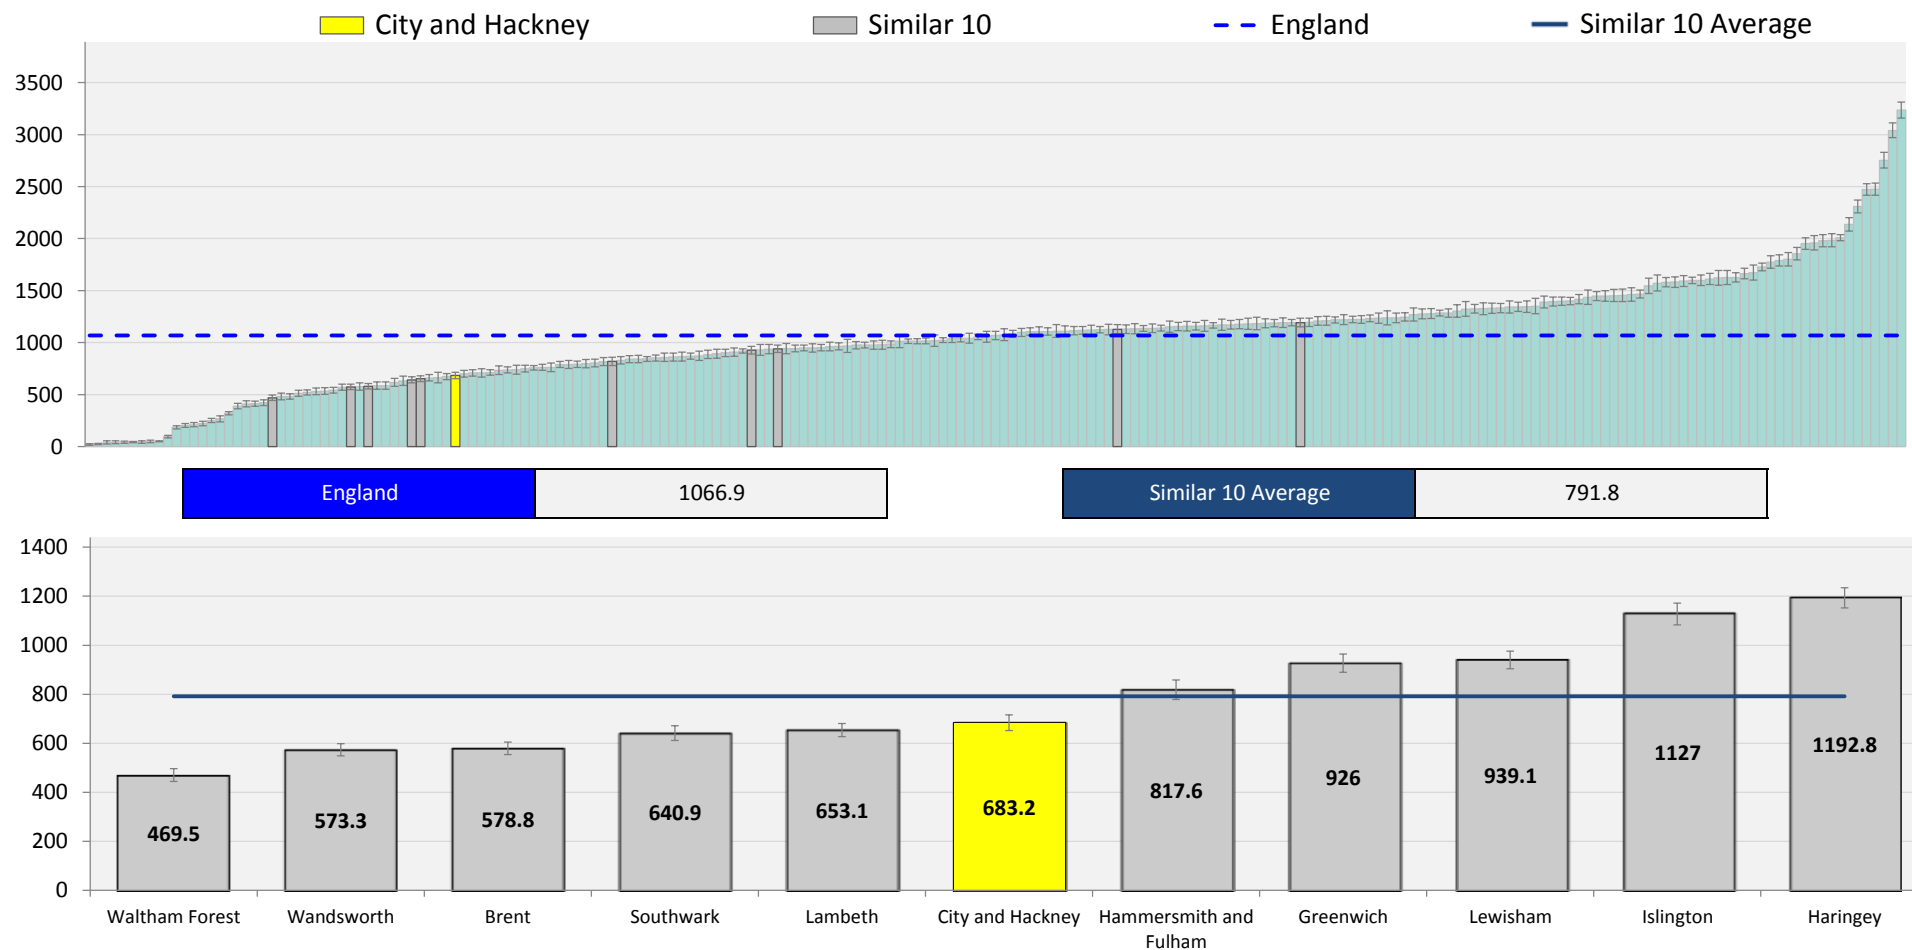 City and Hackney
Similar 10
England
Similar 10 Average
3500
3000
2500
2000
1500
1000
500
0
England
1066.9
Similar 10 Average
791.8
1400
1200
1000
800
600
400
200
0
469.5
573.3
578.8
640.9
653.1
683.2
817.6
926
939.1
1127
1192.8
Waltham Forest
Wandsworth
Brent
Southwark
Lambeth
City and Hackney
Hammersmith and
Fulham
Greenwich
Lewisham
Islington
Haringey